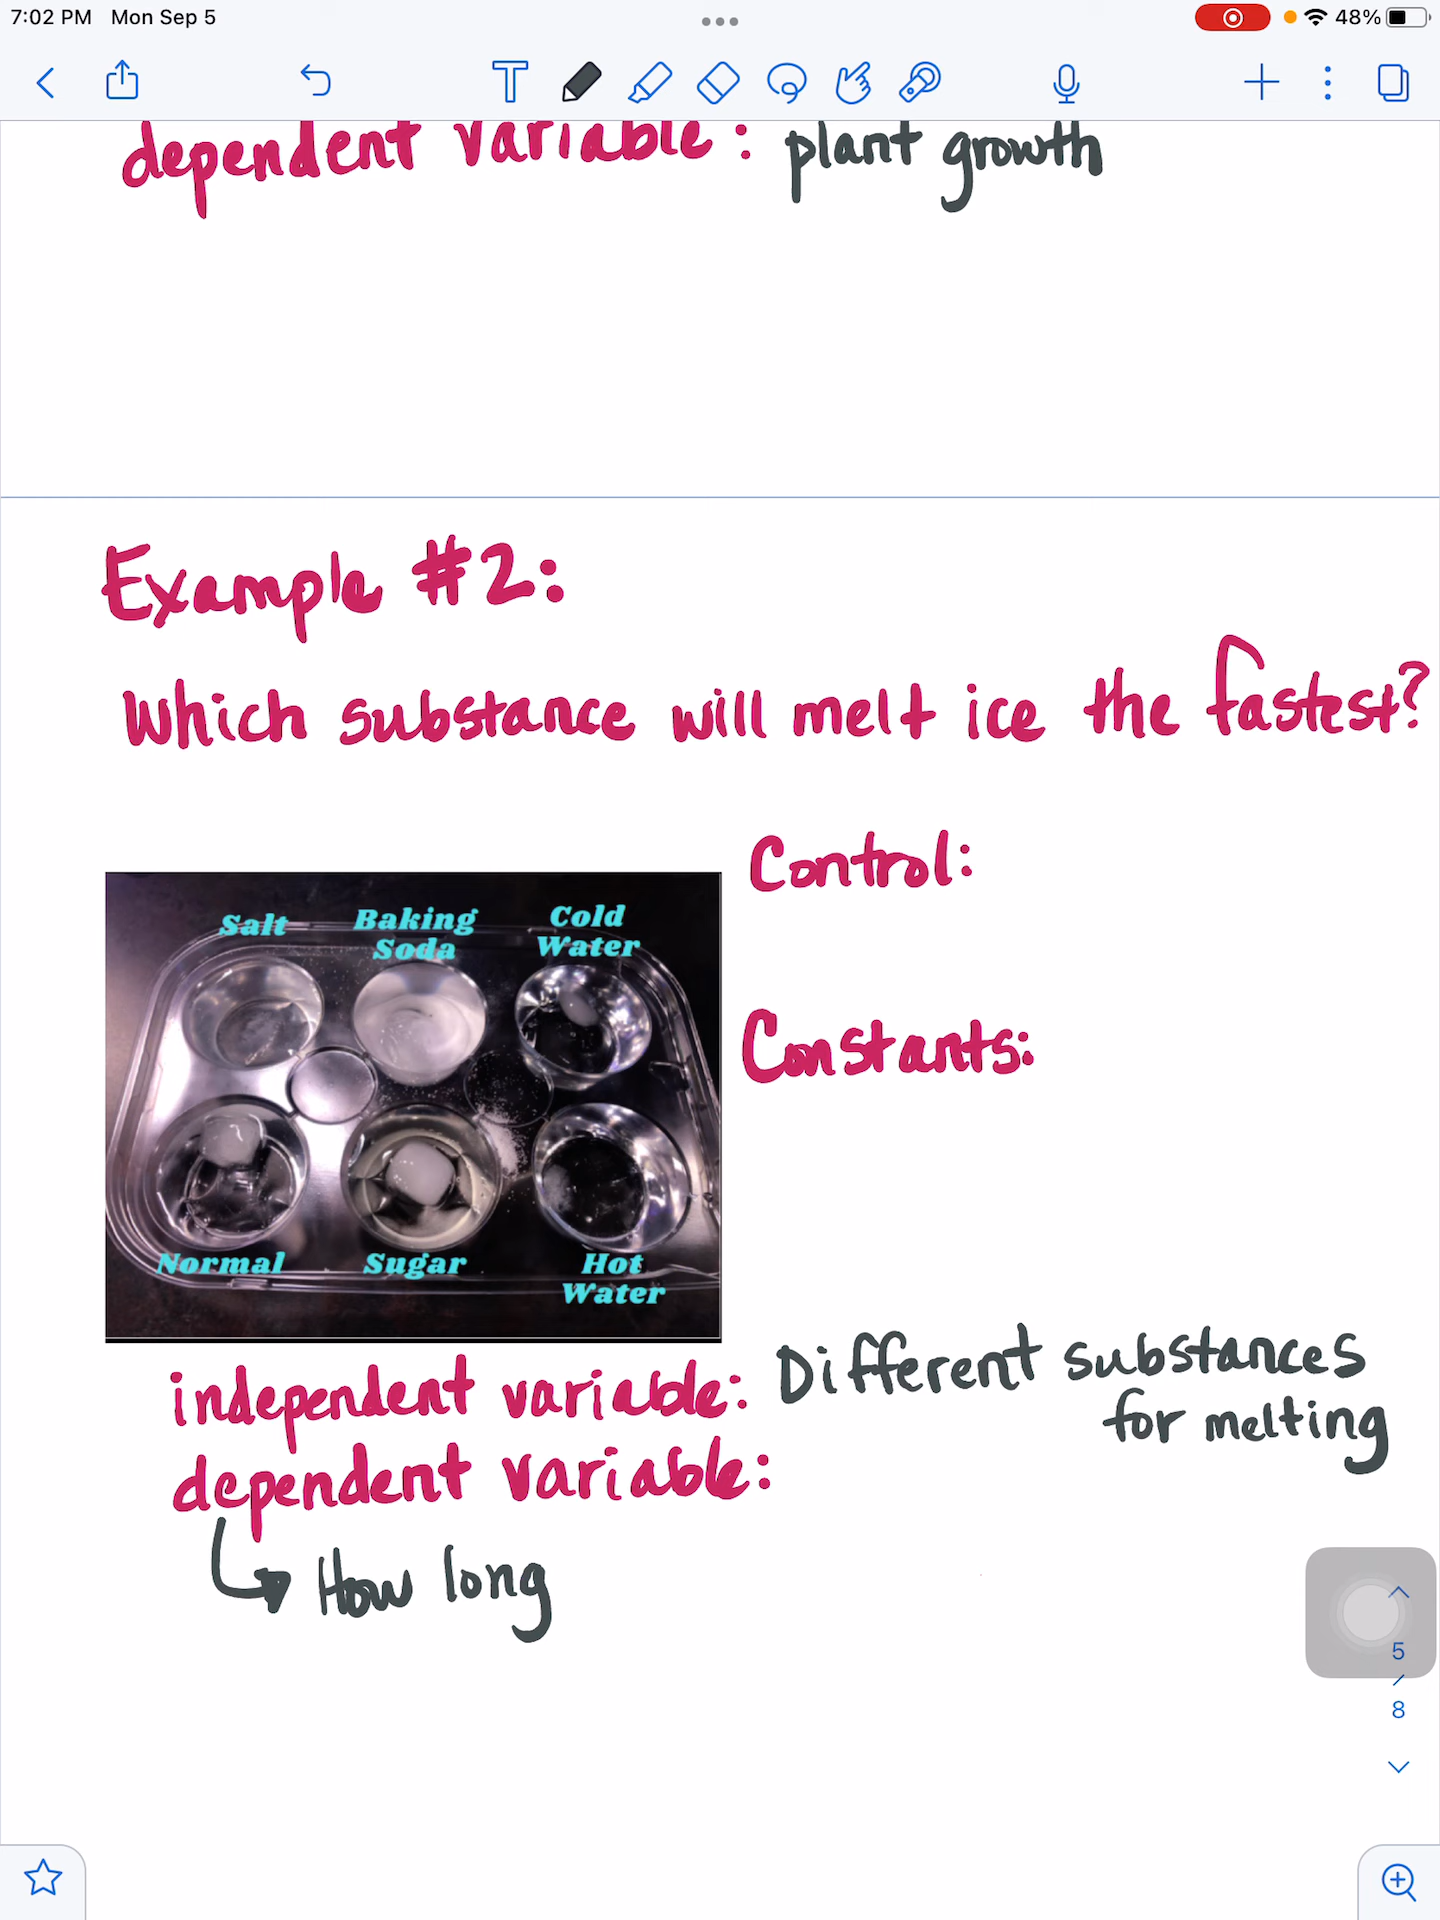 7:02 PM Mon Sep 5
48%
T
dependent variable: plant growth
Example #2:
Which substance will melt ice the fastest?
Control:
Salt
Baking
Soda
Cold
Water
Constants:
Normal
Sugar
Hot
Water
independent variable: Different substances
for melting
dependent variable:
How long
5
/
8